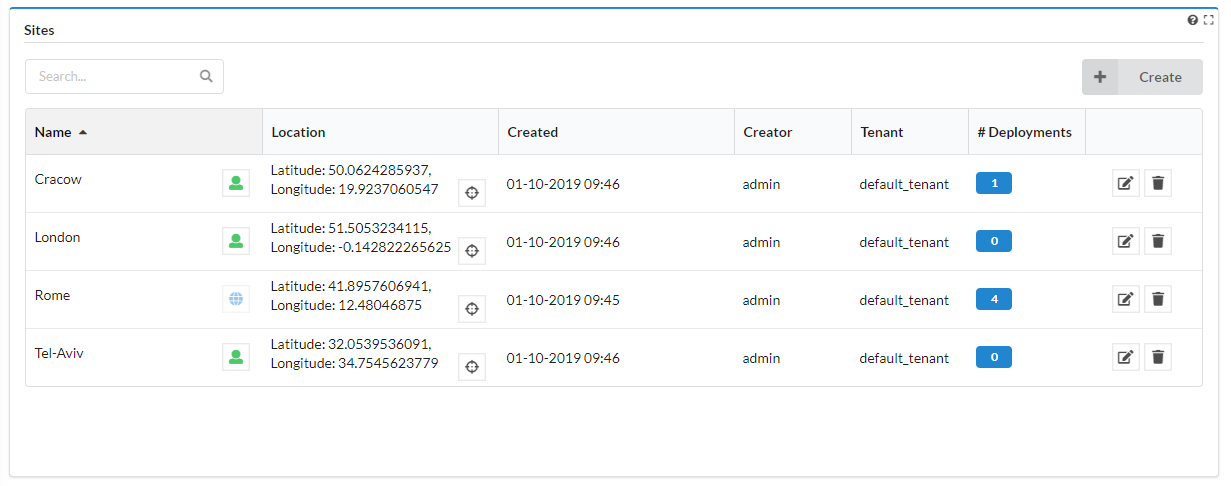 Sites
Search...
Create
Name Location Created Creator Tenant # Deployments
Cracow Latitude: 50.0624285937, 01-10-2019 09:46 admin default_tenant 1
Longitude: 19.9237060547
London Latitude: 51.5053234115, 01-10-2019 09:46 admin default_tenant 0
Longitude: -0.142822265625
Rome Latitude: 41.8957606941, 01-10-2019 09:45 admin default_tenant 4
Longitude: 12.48046875
Tel-Aviv Latitude: 32.0539536091, 01-10-2019 09:46 admin default_tenant 0
Longitude: 34.7545623779